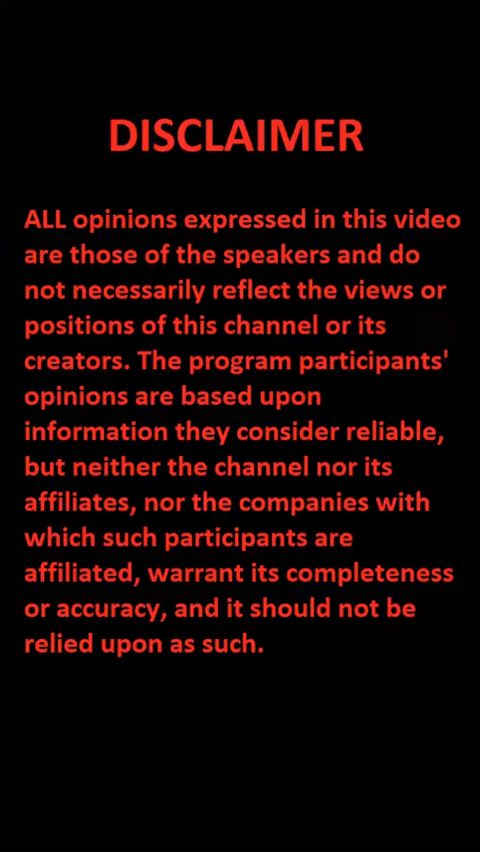 DISCLAIMER
ALL opinions expressed in this video
are those of the speakers and do
not necessarily reflect the views or
positions of this channel or its
creators. The program participants'
opinions are based upon
information they consider reliable,
but neither the channel nor its
affiliates, nor the companies with
which such participants are
affiliated, warrant its completeness
or accuracy, and it should not be
relied upon as such.